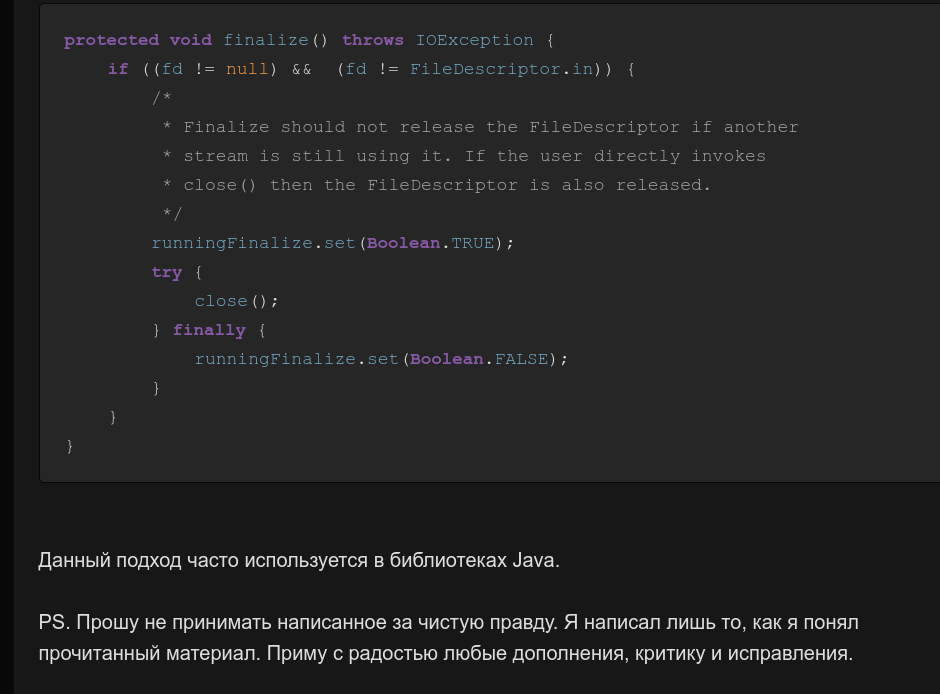 protected void finalize() throws IOException {
    if ((fd != null) &&  (fd != FileDescriptor.in)) {
        /*
         * Finalize should not release the FileDescriptor if another
         * stream is still using it. If the user directly invokes
         * close() then the FileDescriptor is also released.
         */
        runningFinalize.set(Boolean.TRUE);
        try {
            close();
        } finally {
            runningFinalize.set(Boolean.FALSE);
        }
    }
}
Данный подход часто используется в библиотеках Java.
PS. Прошу не принимать написанное за чистую правду. Я написал лишь то, как я понял
прочитанный материал. Приму с радостью любые дополнения, критику и исправления.